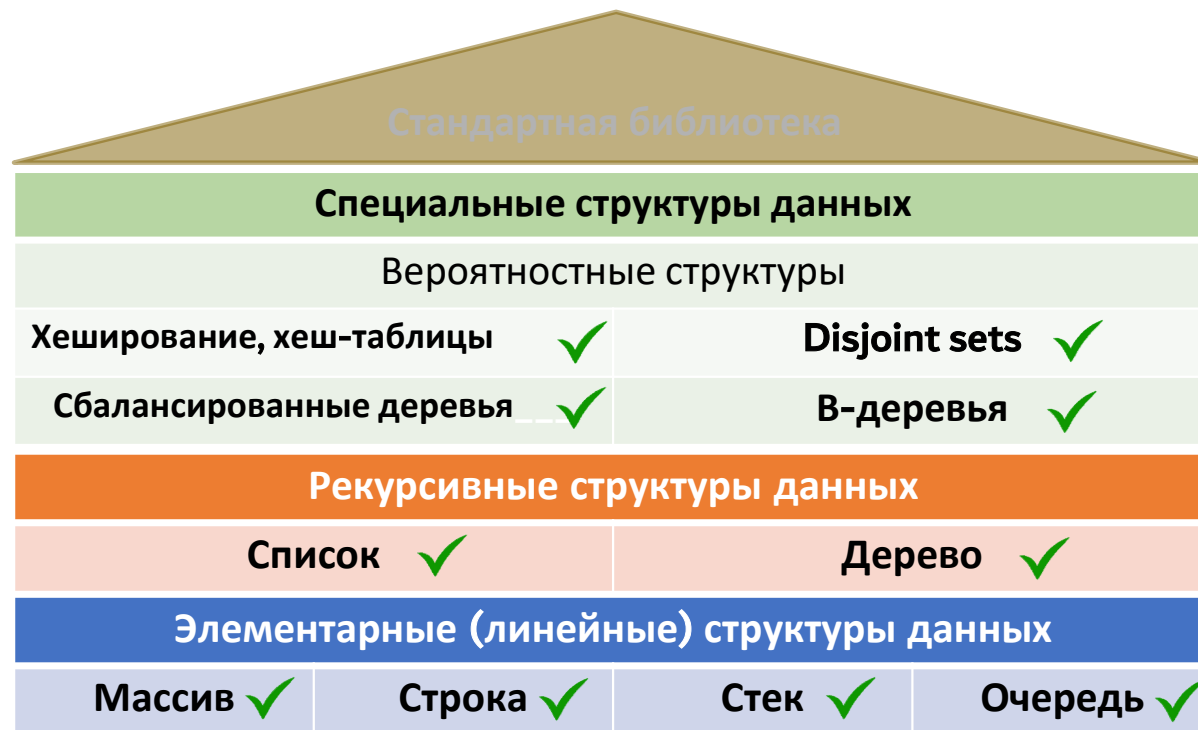 Стандартная библиотека
Специальные структуры данных
Вероятностные структуры
Хеширование, хеш-таблицы
Disjoint sets
Сбалансированные деревья
В-деревья
Рекурсивные структуры данных
Список
Дерево
Элементарные (линейные) структуры данных
Массив
Строка
Стек
Очередь